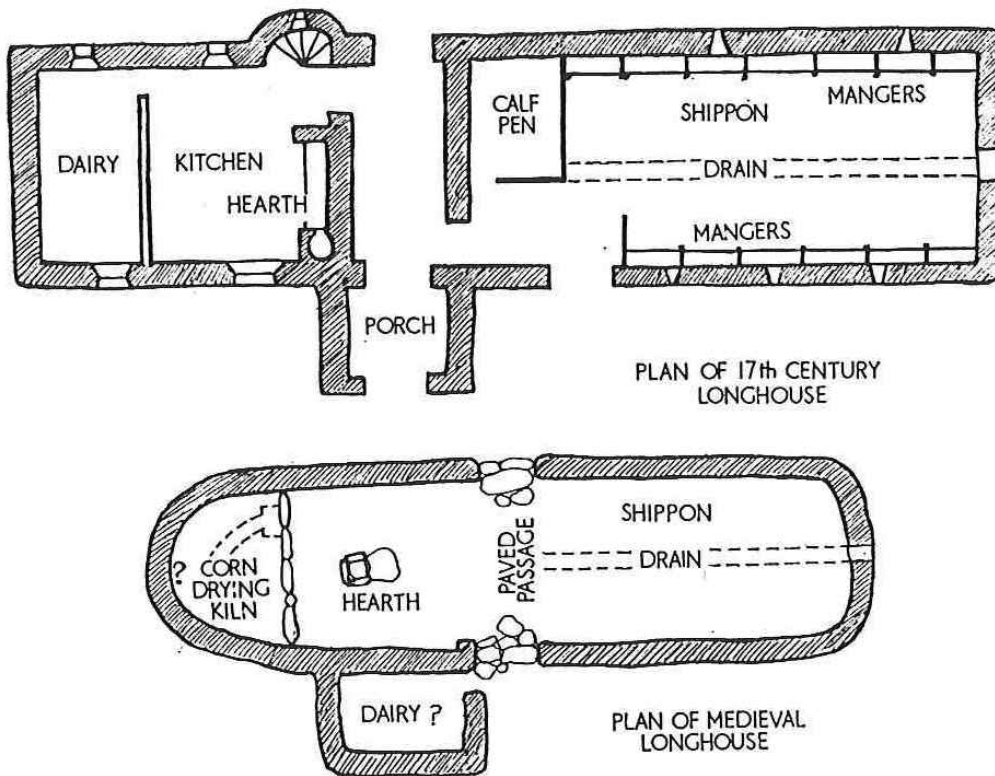 DAIRY
KITCHEN
HEARTH
CALF
PEN
SHIPPON
MANGERS
DRAIN
MANGERS
PORCH
PLAN OF 17th CENTURY
LONGHOUSE
?
CORN
DRYING
KILN
HEARTH
PAVED
PASSAGE
SHIPPON
DRAIN
DAIRY ?
PLAN OF MEDIEVAL
LONGHOUSE